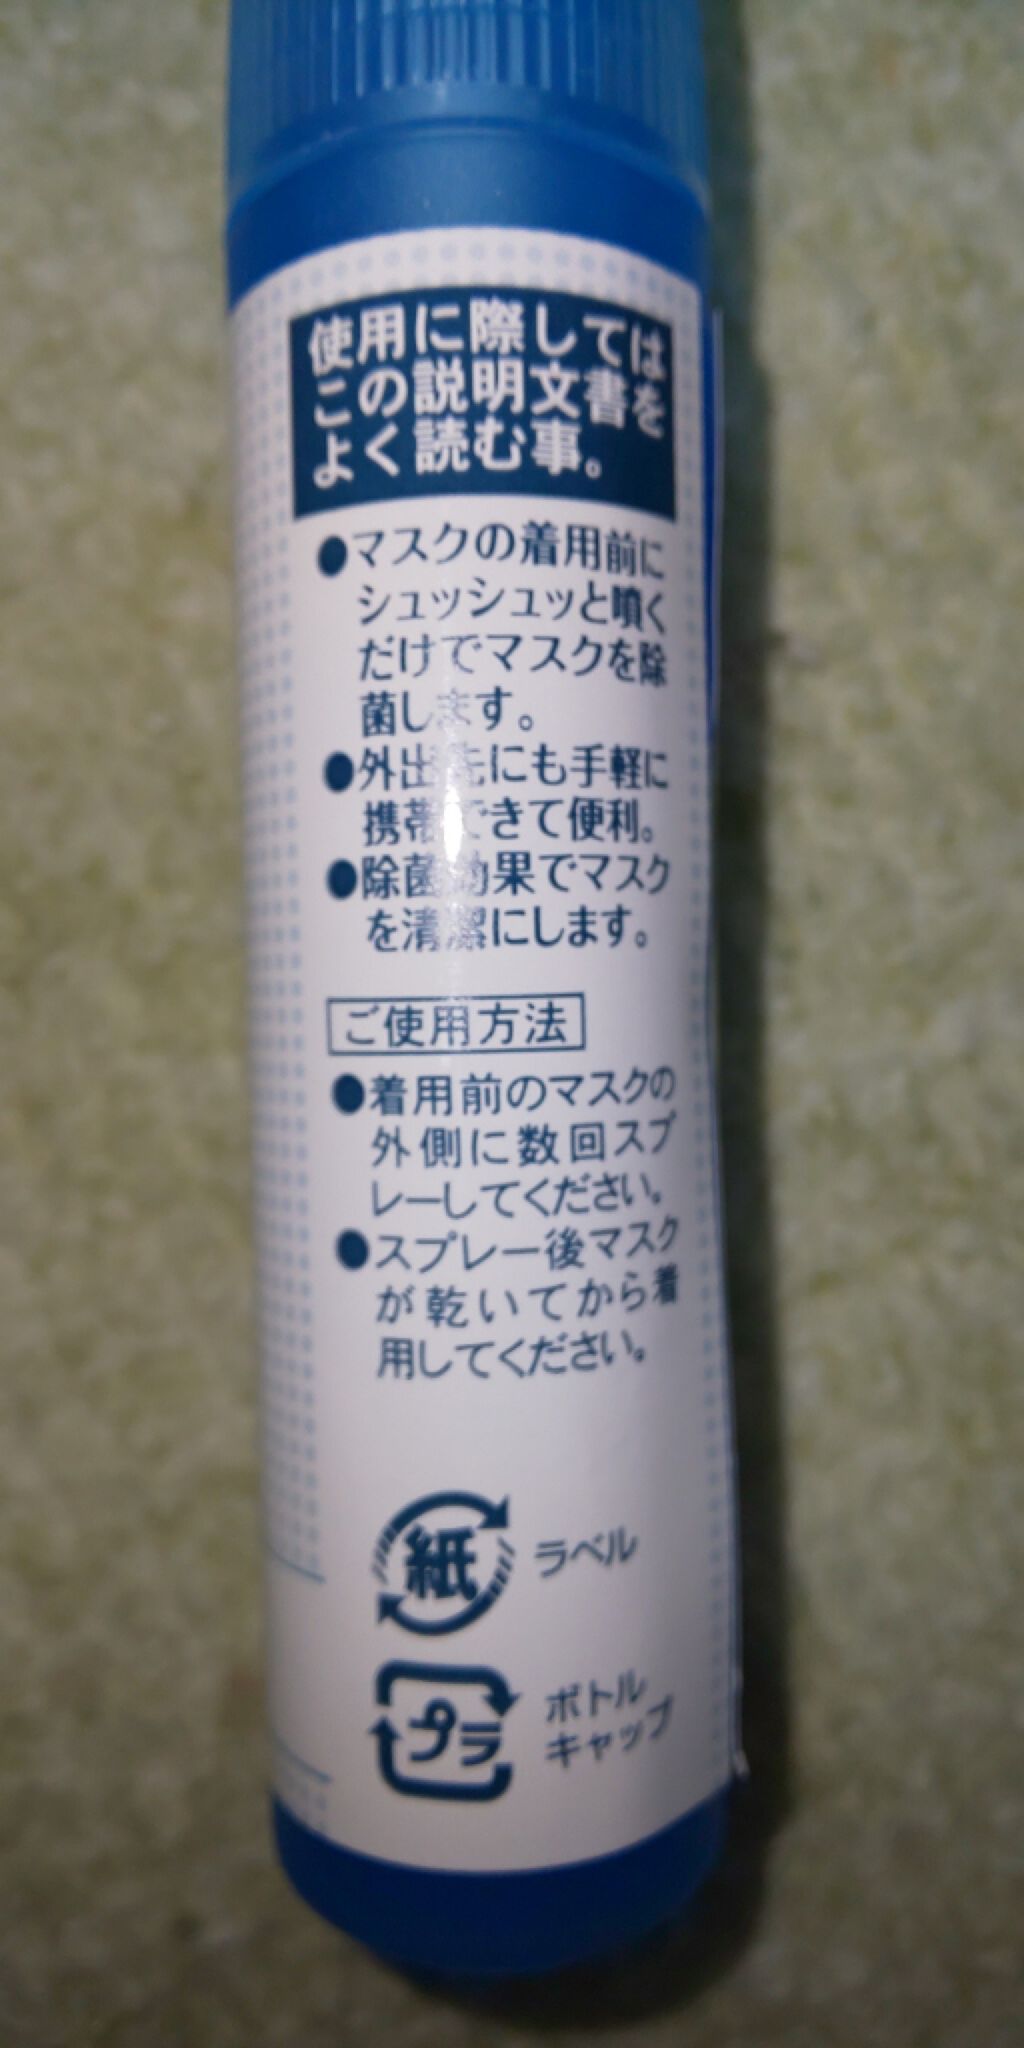 使用に際しては
この説明文書を
よく読む事。
●マスクの着用前に
シュッシュッと噴く
だけでマスクを除
菌します。
●外出先にも手軽に
携帯できて便利。
●除菌効果でマスク
を清潔にします。
ご使用方法
●着用前のマスクの
外側に数回スプ
レーしてください。
●スプレー後マスク
が乾いてから着
用してください。
紙 ラベル
プラ ボトル
キャップ